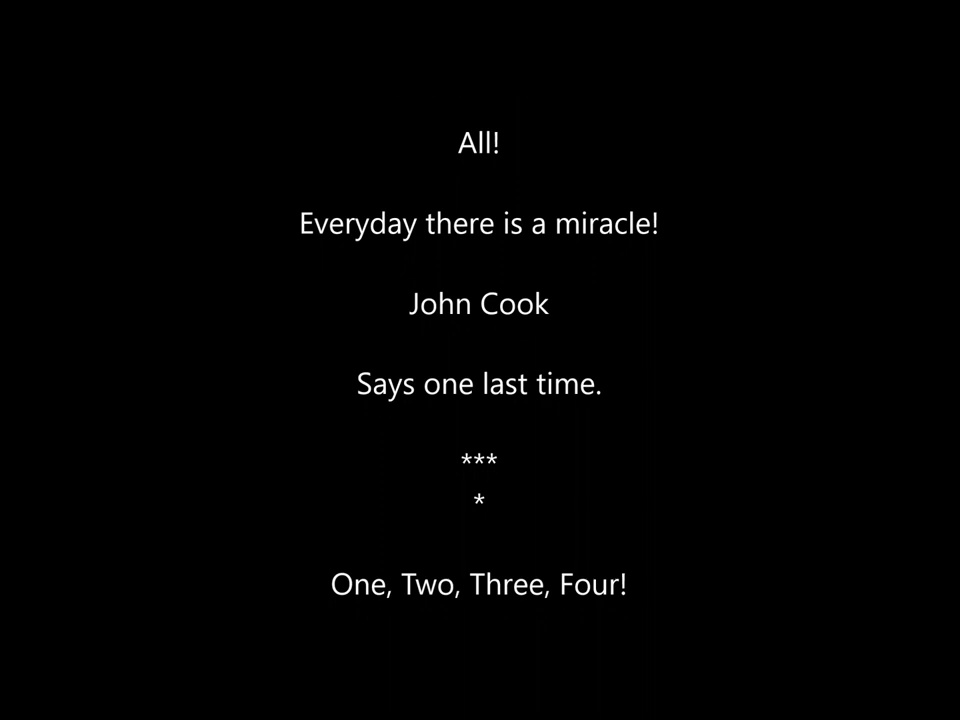 All!
Everyday there is a miracle!
John Cook
Says one last time.
***
*
One, Two, Three, Four!